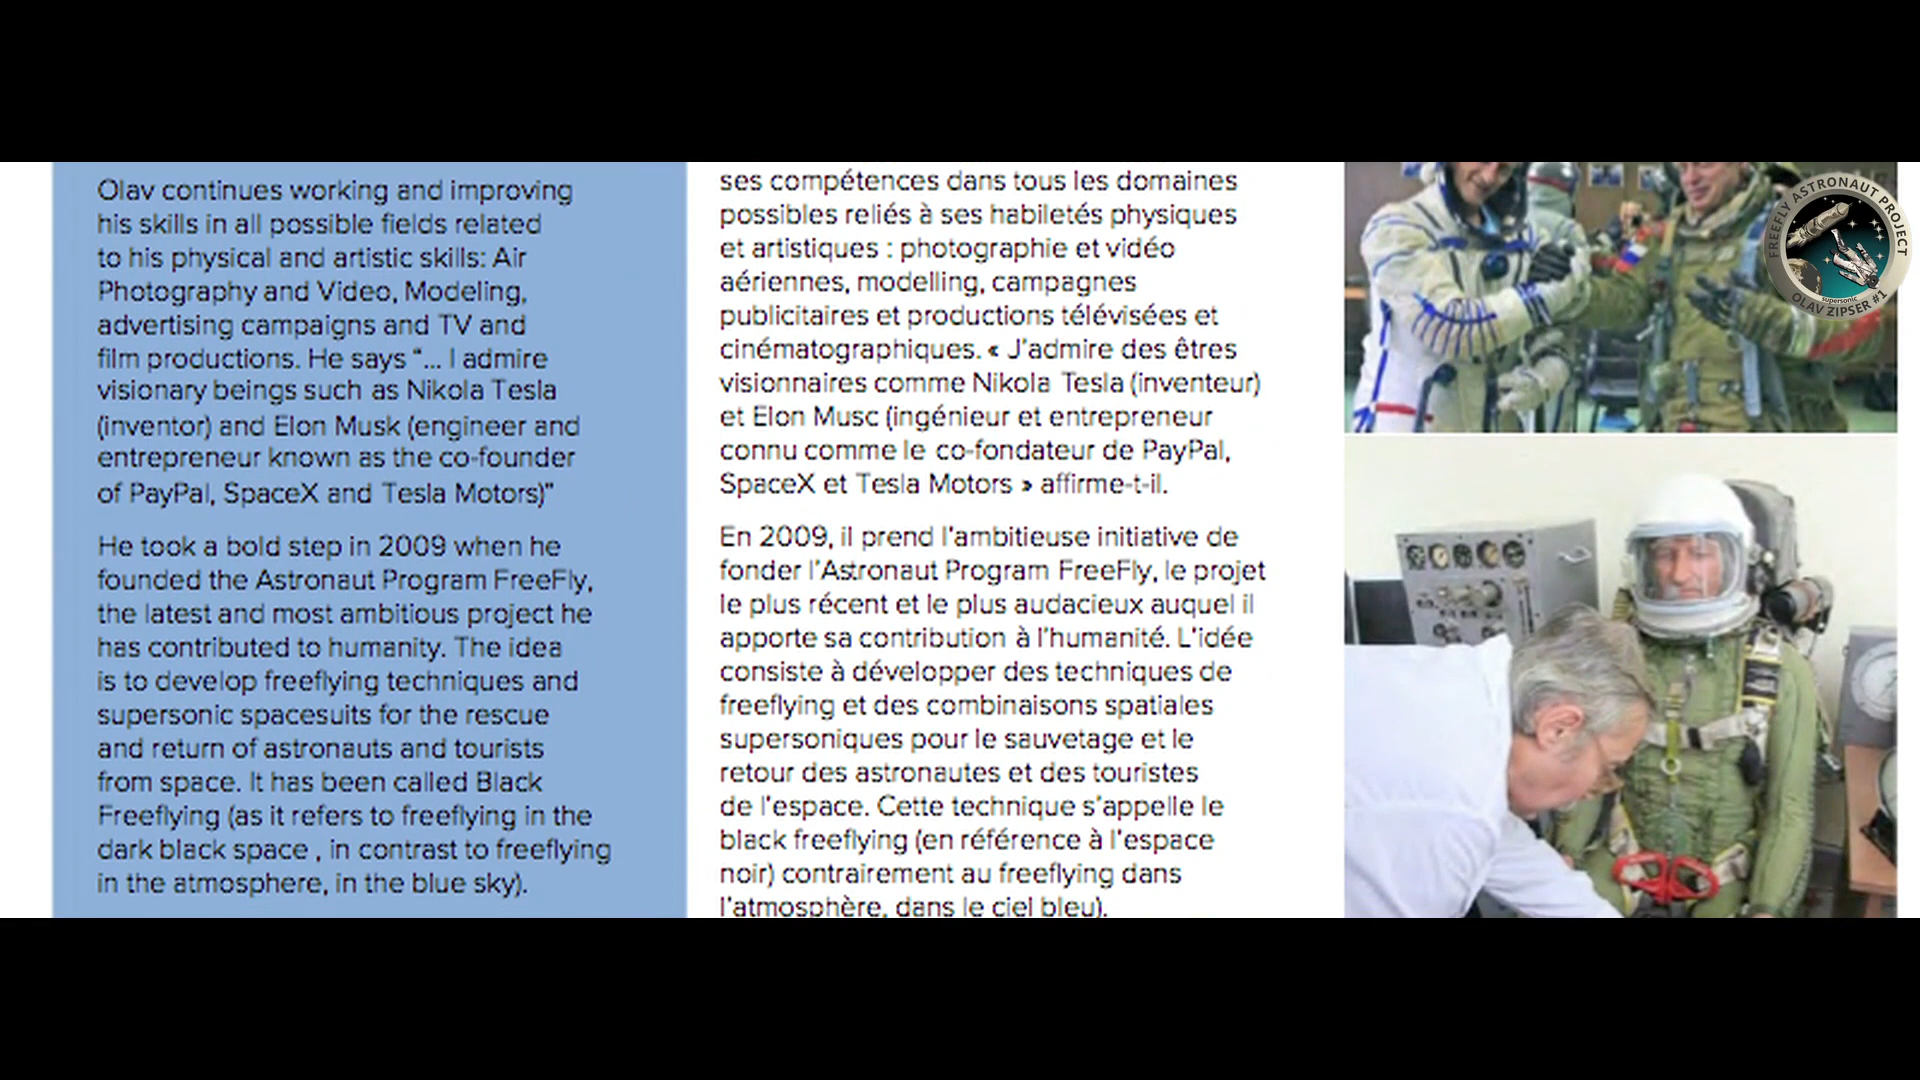 Olav continues working and improving
his skills in all possible fields related
to his physical and artistic skills: Air
Photography and Video, Modeling,
advertising campaigns and TV and
film productions. He says “... I admire
visionary beings such as Nikola Tesla
(inventor) and Elon Musk (engineer and
entrepreneur known as the co-founder
of PayPal, SpaceX and Tesla Motors)”
He took a bold step in 2009 when he
founded the Astronaut Program FreeFly,
the latest and most ambitious project he
has contributed to humanity. The idea
is to develop freeflying techniques and
supersonic spacesuits for the rescue
and return of astronauts and tourists
from space. It has been called Black
Freeflying (as it refers to freeflying in the
dark black space , in contrast to freeflying
in the atmosphere, in the blue sky).
ses compétences dans tous les domaines
possibles reliés à ses habiletés physiques
et artistiques : photographie et vidéo
aériennes, modelling, campagnes
publicitaires et productions télévisées et
cinématographiques. « J’admire des êtres
visionnaires comme Nikola Tesla (inventeur)
et Elon Musc (ingénieur et entrepreneur
connu comme le co-fondateur de PayPal,
SpaceX et Tesla Motors » affirme-t-il.
En 2009, il prend l’ambitieuse initiative de
fonder l’Astronaut Program FreeFly, le projet
le plus récent et le plus audacieux auquel il
apporte sa contribution à l’humanité. L’idée
consiste à développer des techniques de
freeflying et des combinaisons spatiales
supersoniques pour le sauvetage et le
retour des astronautes et des touristes
de l’espace. Cette technique s’appelle le
black freeflying (en référence à l’espace
noir) contrairement au freeflying dans
l’atmosphère, dans le ciel bleu).
FREEFLY ASTRONAUT PROJECT
supersonic
OLAV ZIPSER #1